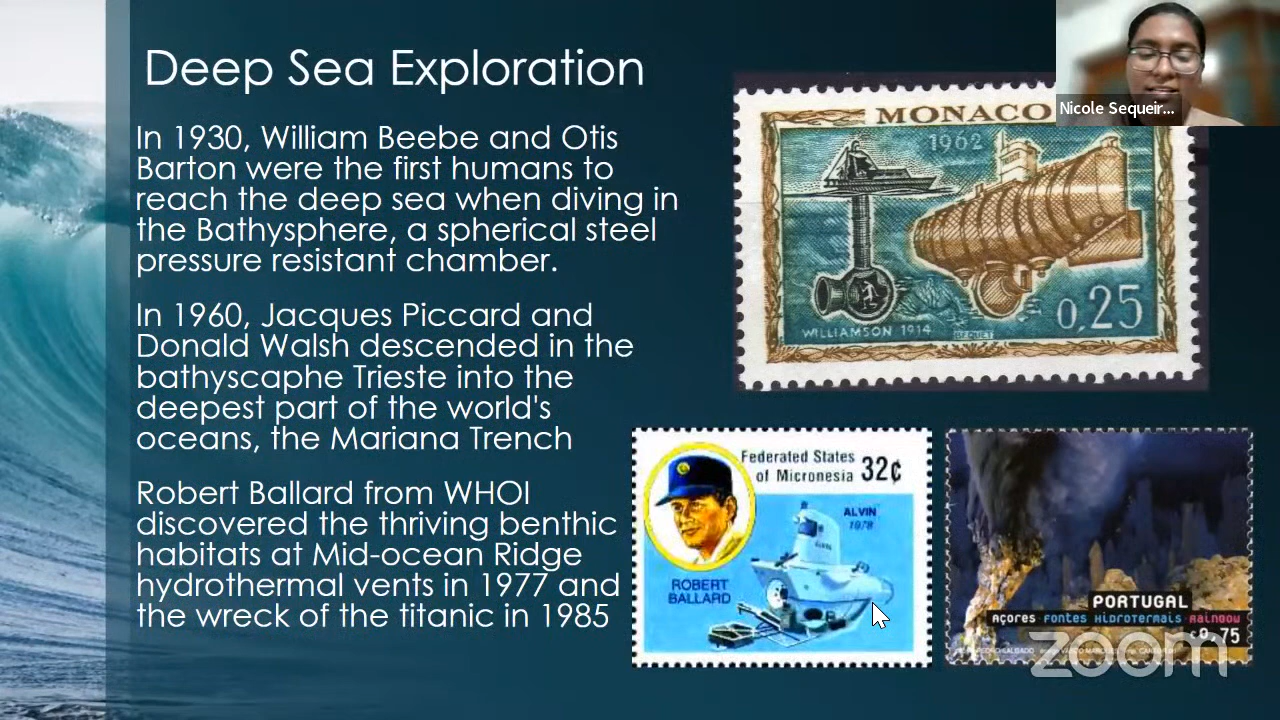 Deep Sea Exploration
In 1930, William Beebe and Otis
Barton were the first humans to
reach the deep sea when diving in
the Bathysphere, a spherical steel
pressure resistant chamber.
In 1960, Jacques Piccard and
Donald Walsh descended in the
bathyscaphe Trieste into the
deepest part of the world's
oceans, the Mariana Trench
Robert Ballard from WHOI
discovered the thriving benthic
habitats at Mid-ocean Ridge
hydrothermal vents in 1977 and
the wreck of the titanic in 1985
Nicole Sequeir...
MONACO
1962
0,25
WILLIAMSON 1914
Federated States
of Micronesia 32¢
ALVIN
1978
ROBERT
BALLARD
PORTUGAL
AÇORES FONTES HIDROTERMAIS RAINBOW
€0,75
zoom